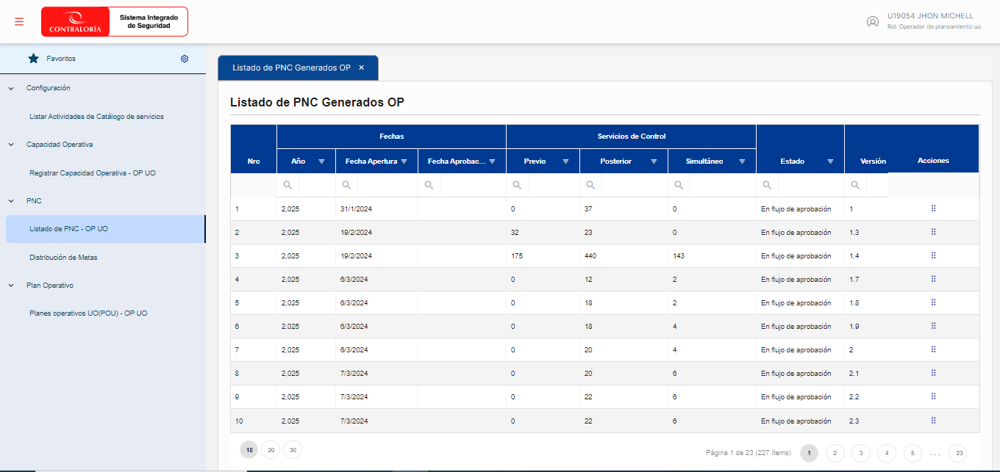 CONTRALORÍA
Sistema Integrado
de Seguridad
U19054 JHON MICHELL
Rol: Operador de planeamiento uo
Favoritos
Configuración
Listar Actividades de Catálogo de servicios
Capacidad Operativa
Registrar Capacidad Operativa - OP UO
PNC
Listado de PNC - OP UO
Distribución de Metas
Plan Operativo
Planes operativos UO(POU) - OP UO
Listado de PNC Generados OP ×
Listado de PNC Generados OP
Fechas Servicios de Control
Nro Año Fecha Apertura Fecha Aprobac... Previo Posterior Simultáneo Estado Versión Acciones
1 2,025 31/1/2024 0 37 0 En flujo de aprobación 1
2 2,025 19/2/2024 32 23 0 En flujo de aprobación 1.3
3 2,025 19/2/2024 175 440 143 En flujo de aprobación 1.4
4 2,025 6/3/2024 0 12 2 En flujo de aprobación 1.7
5 2,025 6/3/2024 0 18 2 En flujo de aprobación 1.8
6 2,025 6/3/2024 0 18 4 En flujo de aprobación 1.9
7 2,025 6/3/2024 0 20 4 En flujo de aprobación 2
8 2,025 7/3/2024 0 20 6 En flujo de aprobación 2.1
9 2,025 7/3/2024 0 22 6 En flujo de aprobación 2.2
10 2,025 7/3/2024 0 22 6 En flujo de aprobación 2.3
10 20 30
Página 1 de 23 (227 ítems) 1 2 3 4 5 ... 23